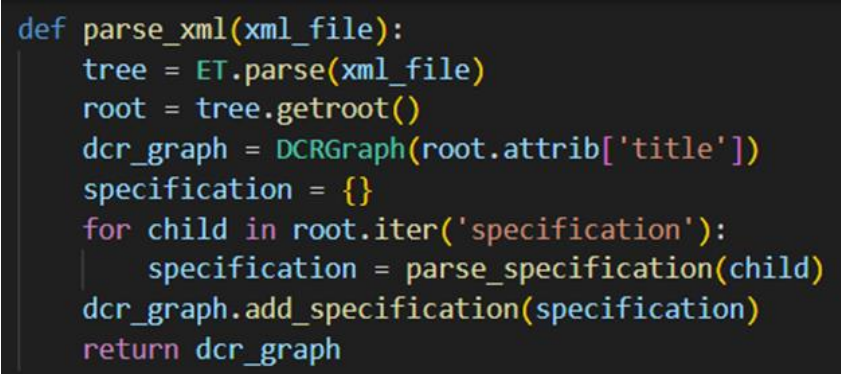 def parse_xml(xml_file):
    tree = ET.parse(xml_file)
    root = tree.getroot()
    dcr_graph = DCRGraph(root.attrib['title'])
    specification = {}
    for child in root.iter('specification'):
        specification = parse_specification(child)
    dcr_graph.add_specification(specification)
    return dcr_graph